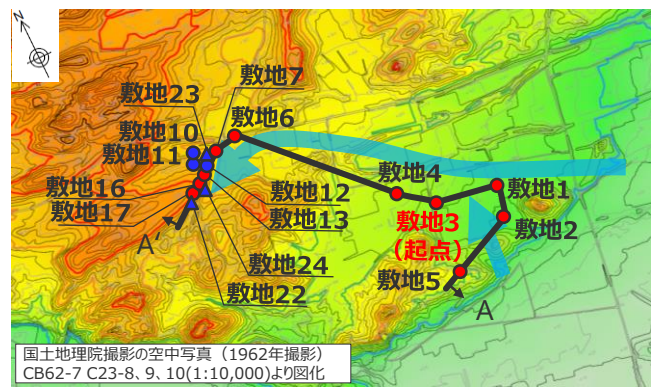 敷地7
敷地23
敷地6
敷地10
敷地11
敷地4
敷地1
敷地16
敷地12
敷地17
敷地13
敷地3
(起点)
敷地2
A’
敷地24
敷地5
敷地22
A
国土地理院撮影の空中写真（1962年撮影）
CB62-7 C23-8、9、10(1:10,000)より図化